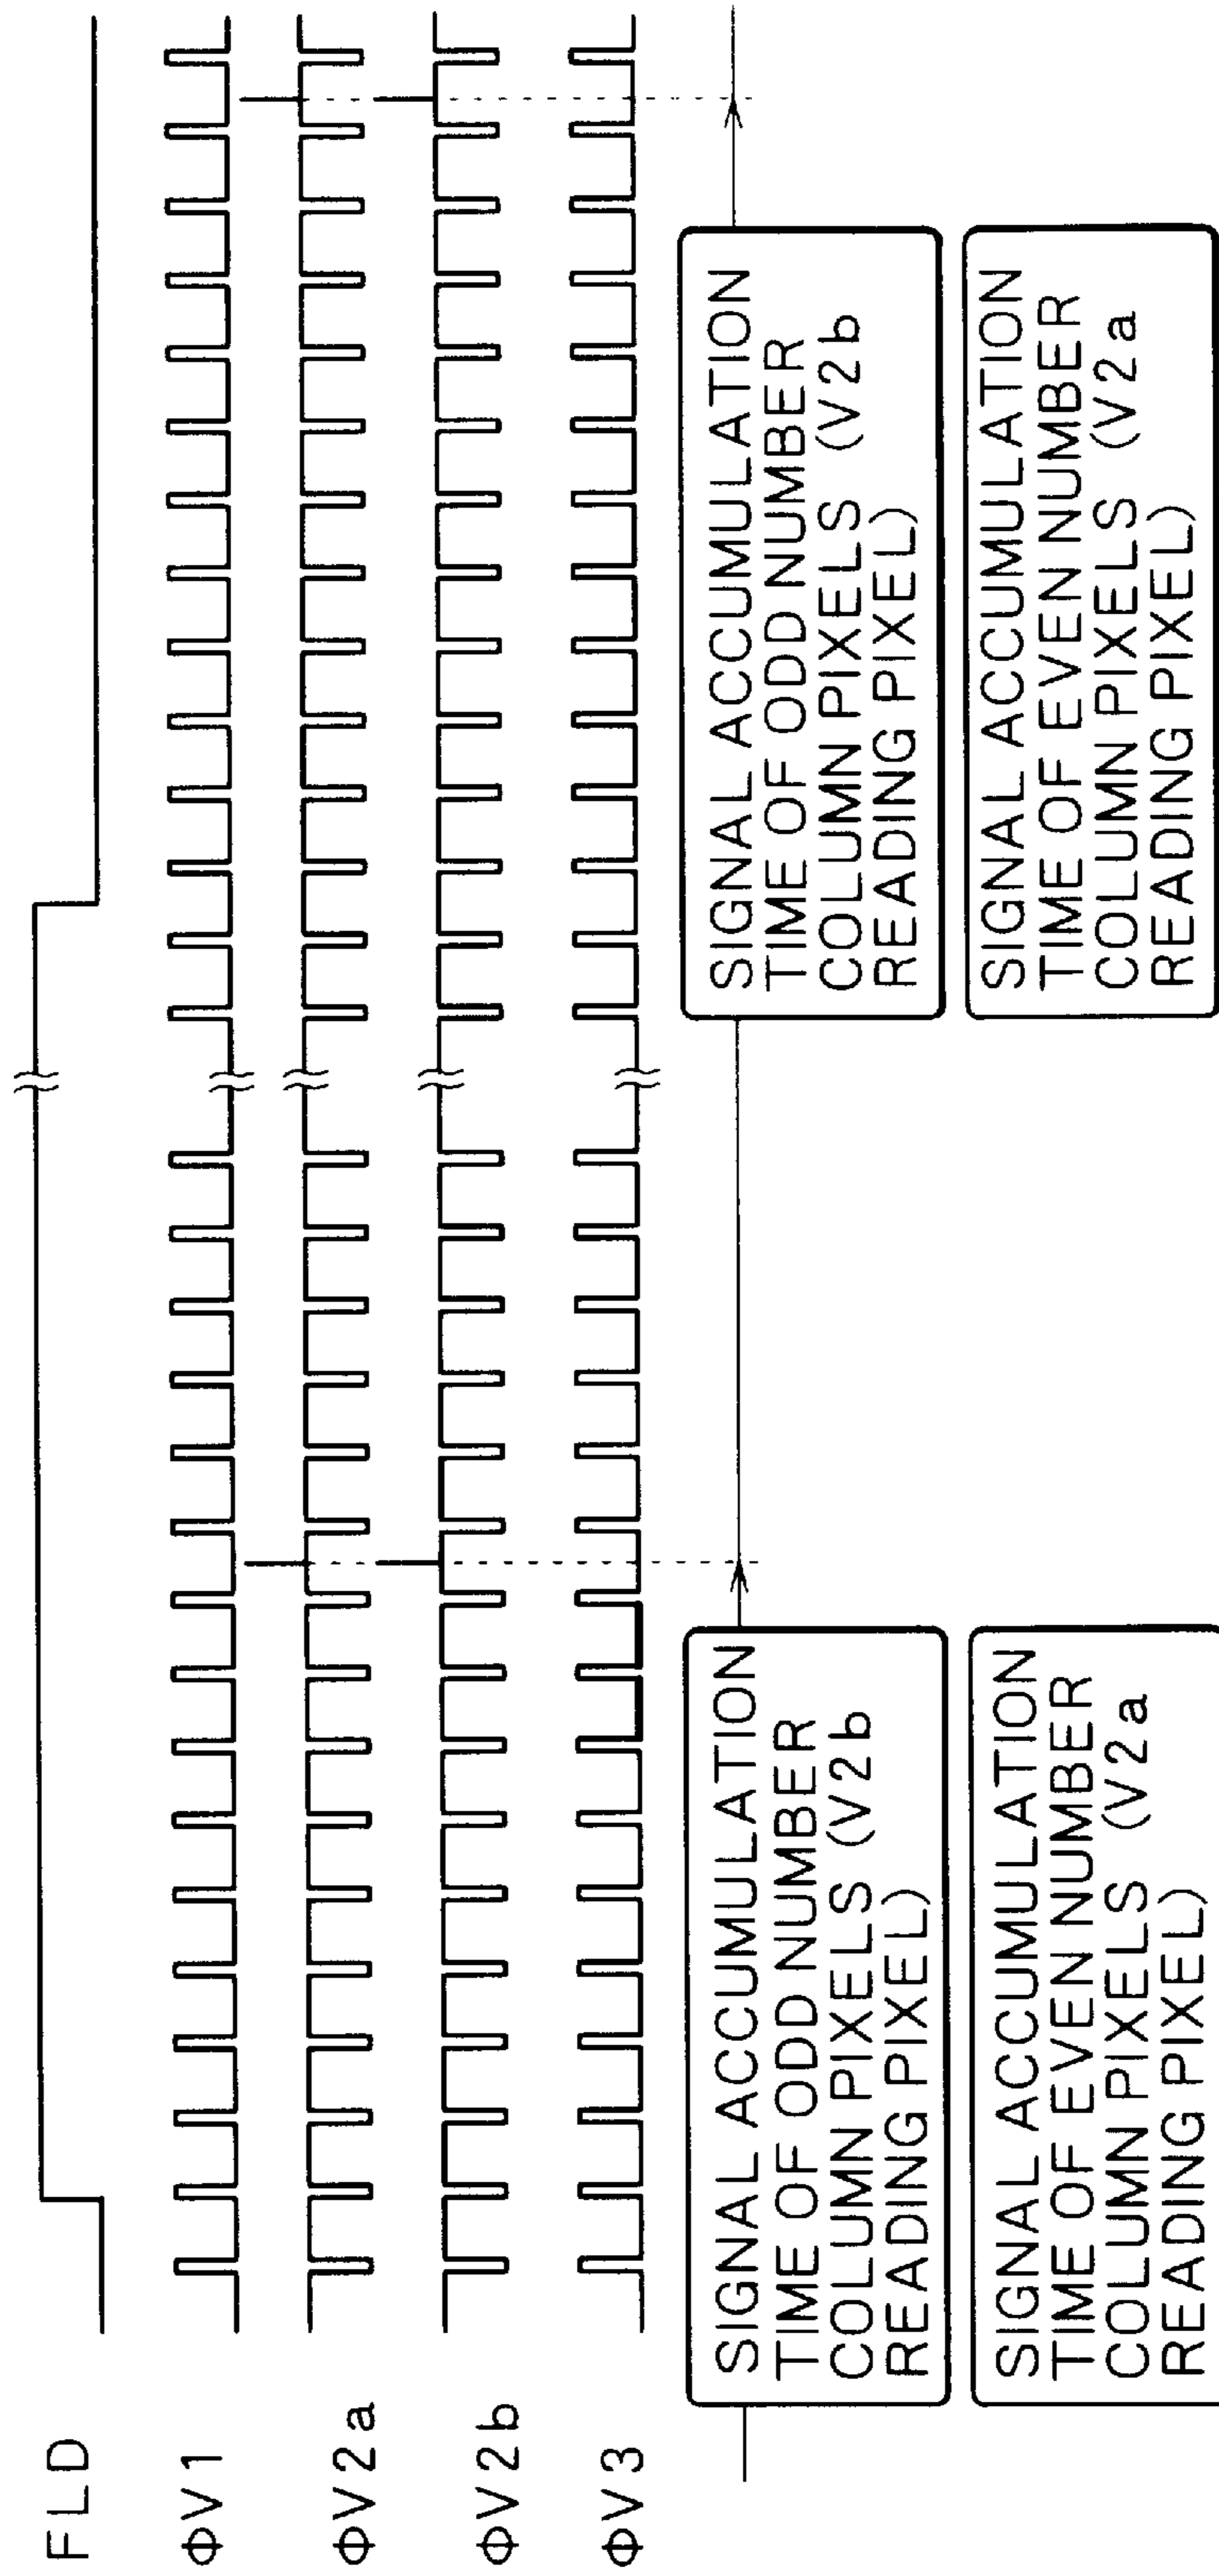 FLD
ΦV1
ΦV2a
ΦV2b
ΦV3
SIGNAL ACCUMULATION
TIME OF ODD NUMBER
COLUMN PIXELS (V2b
READING PIXEL)
SIGNAL ACCUMULATION
TIME OF ODD NUMBER
COLUMN PIXELS (V2b
READING PIXEL)
SIGNAL ACCUMULATION
TIME OF EVEN NUMBER
COLUMN PIXELS (V2a
READING PIXEL)
SIGNAL ACCUMULATION
TIME OF EVEN NUMBER
COLUMN PIXELS (V2a
READING PIXEL)